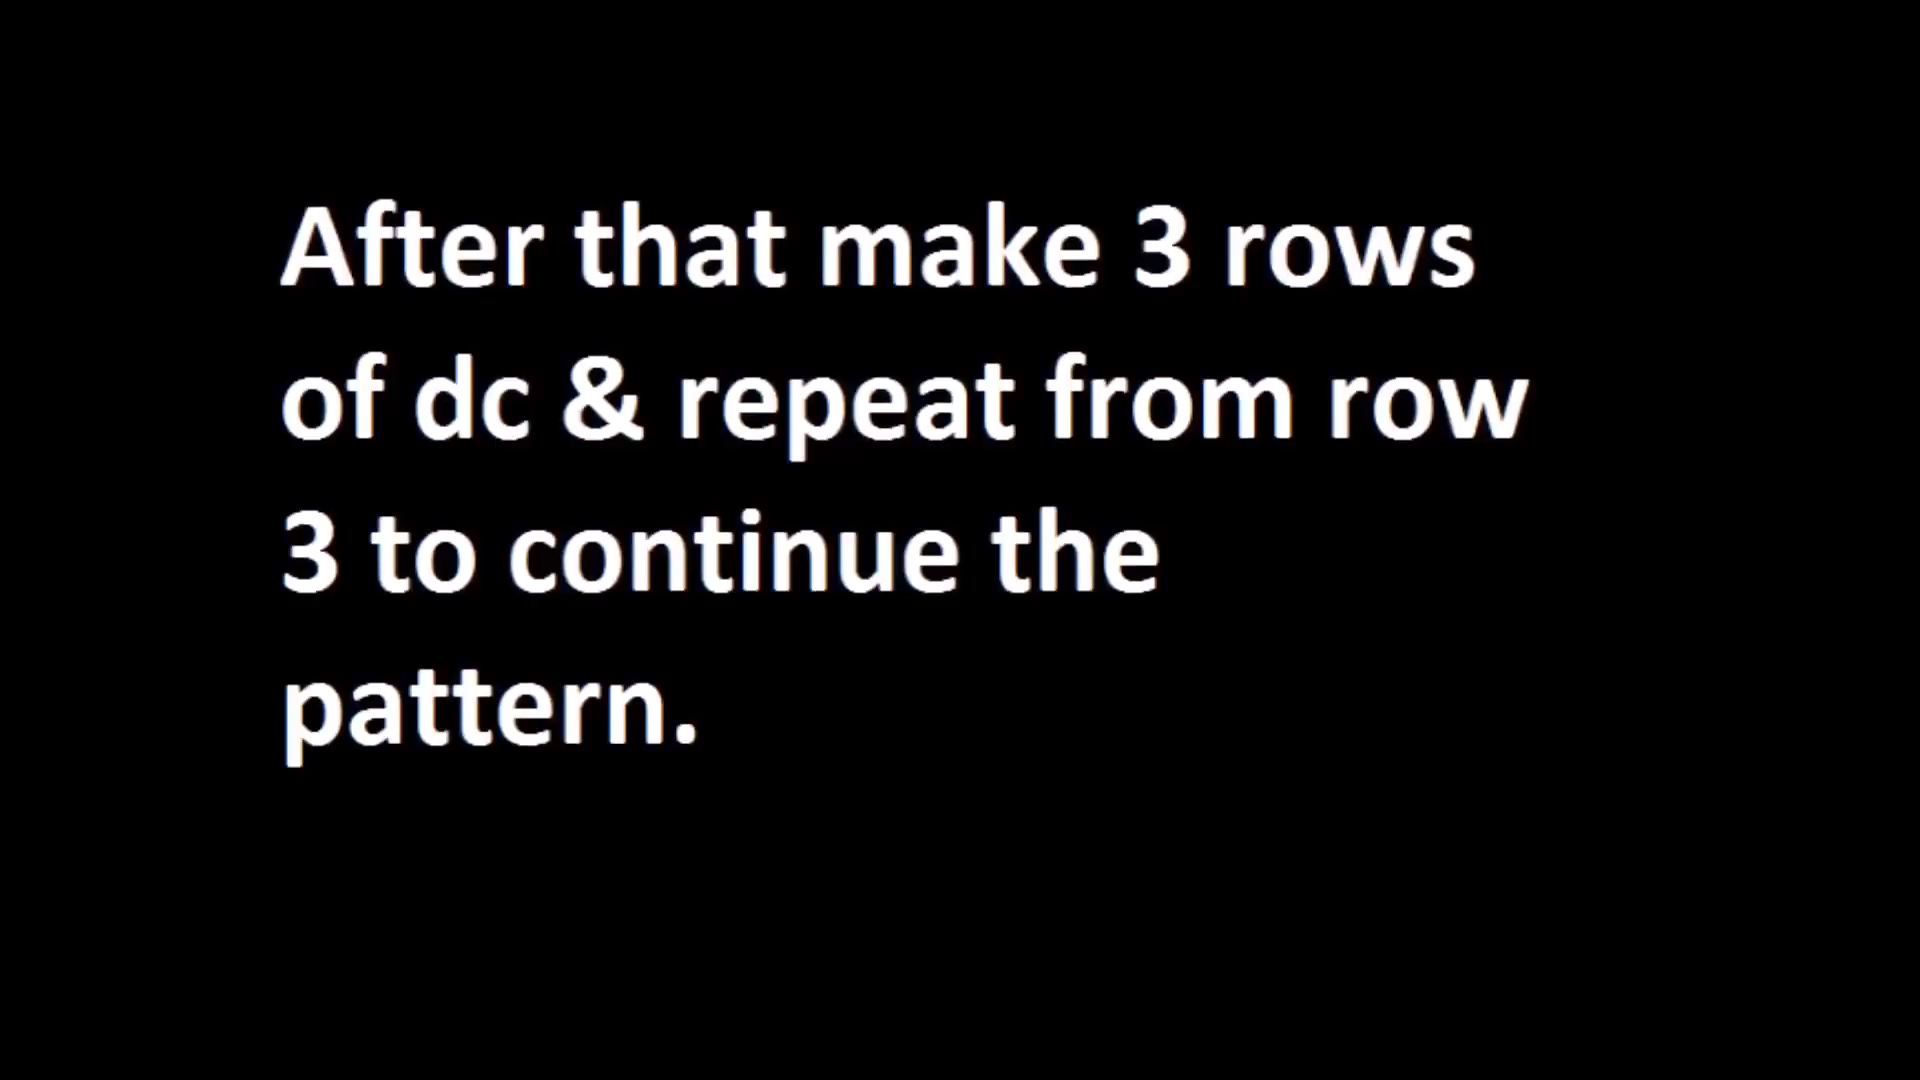 After that make 3 rows
of dc & repeat from row
3 to continue the
pattern.